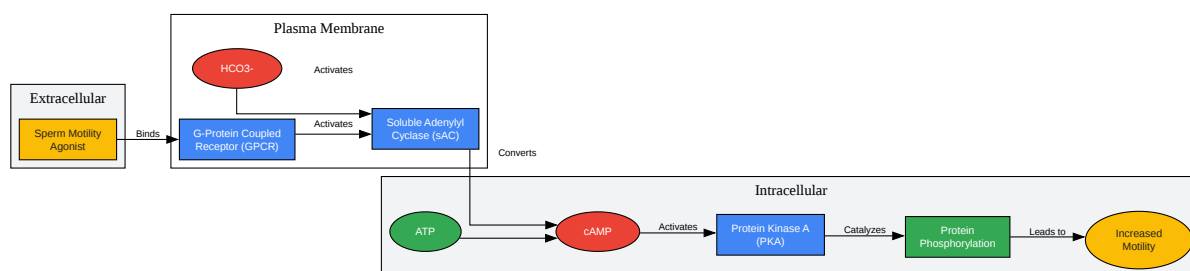 Plasma Membrane
HCO3-
Activates
Extracellular
Sperm Motility
Agonist
Binds
G-Protein Coupled
Receptor (GPCR)
Activates
Soluble Adenylyl
Cyclase (sAC)
Converts
Intracellular
ATP
cAMP
Activates
Protein Kinase A
(PKA)
Catalyzes
Protein
Phosphorylation
Leads to
Increased
Motility